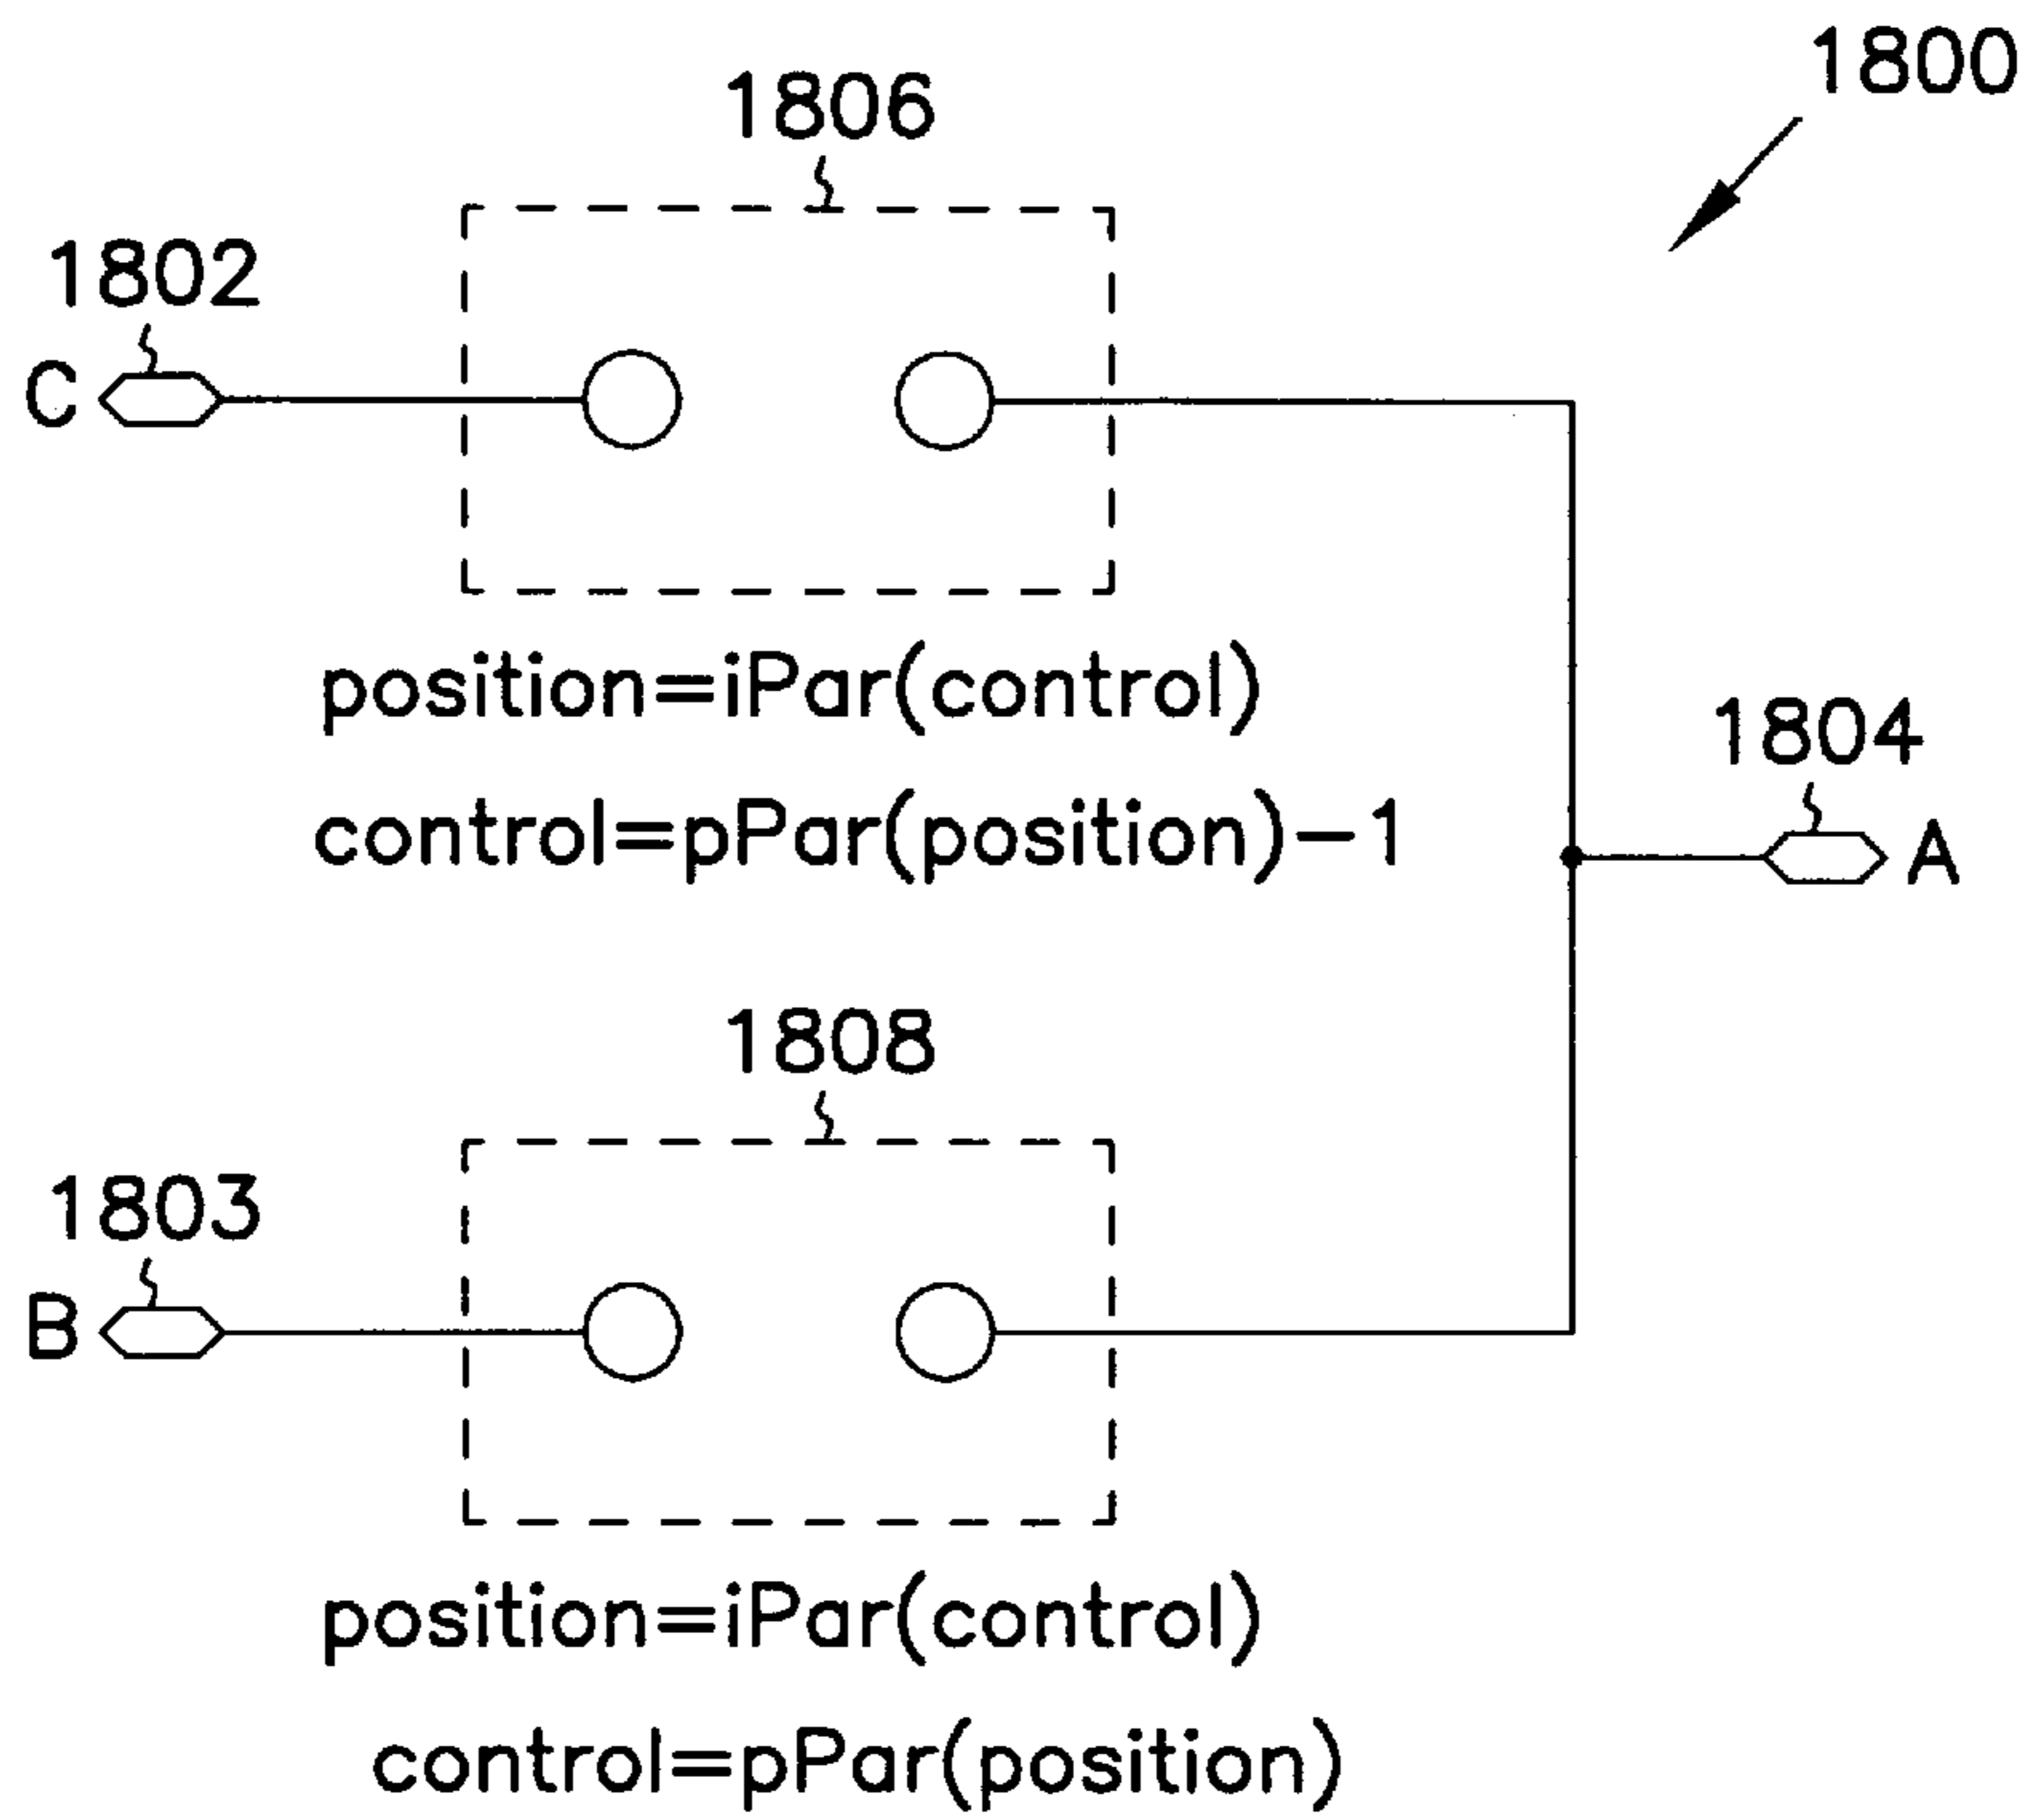 1800
1806
1802
C
position=iPar(control)
control=pPar(position)-1
1804
A
1808
1803
B
position=iPar(control)
control=pPar(position)